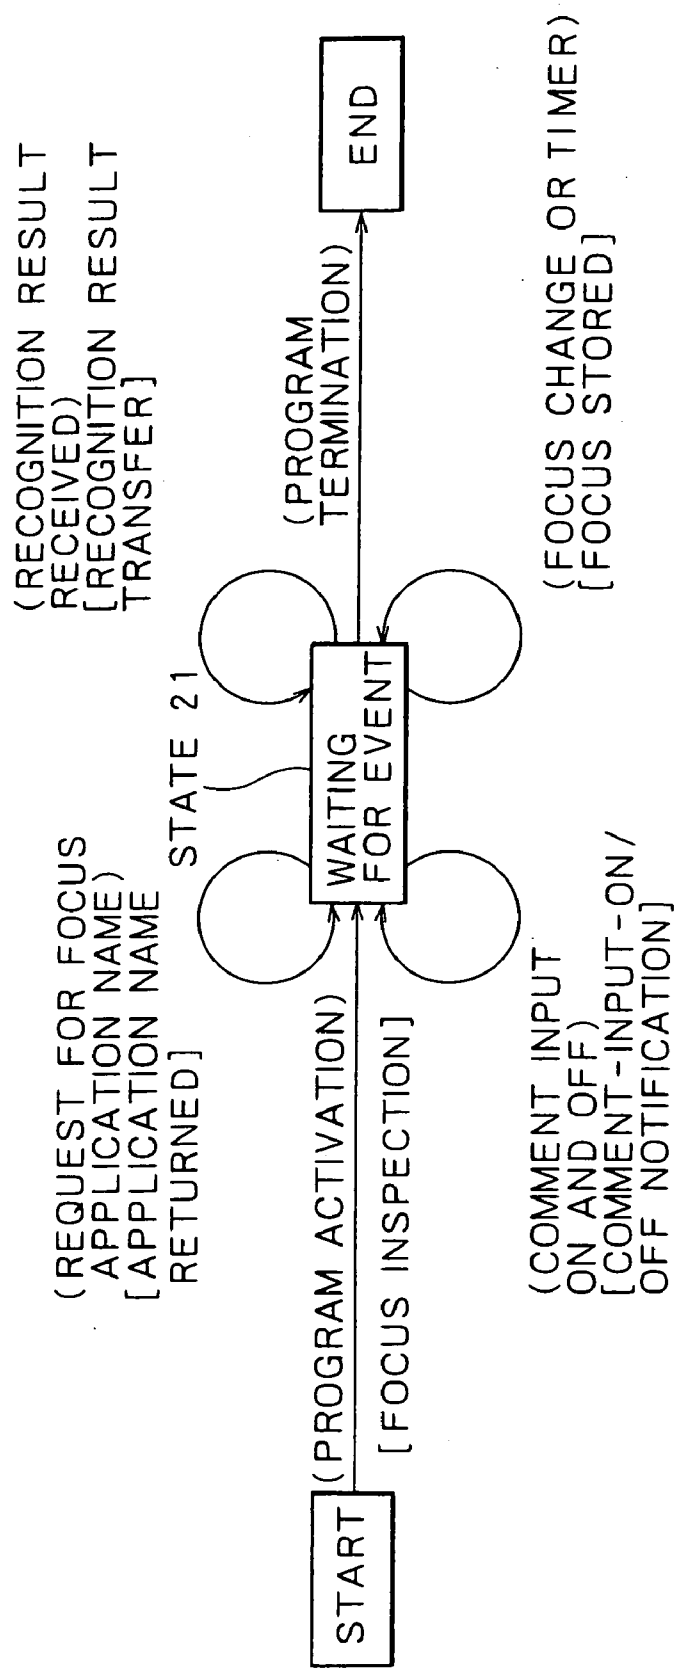 (REQUEST FOR FOCUS
APPLICATION NAME)
[APPLICATION NAME
RETURNED]
(RECOGNITION RESULT
RECEIVED)
[RECOGNITION RESULT
TRANSFER]
STATE 21
START
(PROGRAM ACTIVATION)
[FOCUS INSPECTION]
WAITING
FOR EVENT
(PROGRAM
TERMINATION)
END
(COMMENT INPUT
ON AND OFF)
[COMMENT-INPUT-ON/
OFF NOTIFICATION]
(FOCUS CHANGE OR TIMER)
[FOCUS STORED]